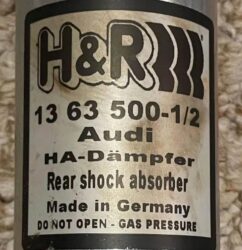 H&R
13 63 500-1/2
Audi
HA-Dämpfer
Rear shock absorber
Made in Germany
DO NOT OPEN - GAS PRESSURE